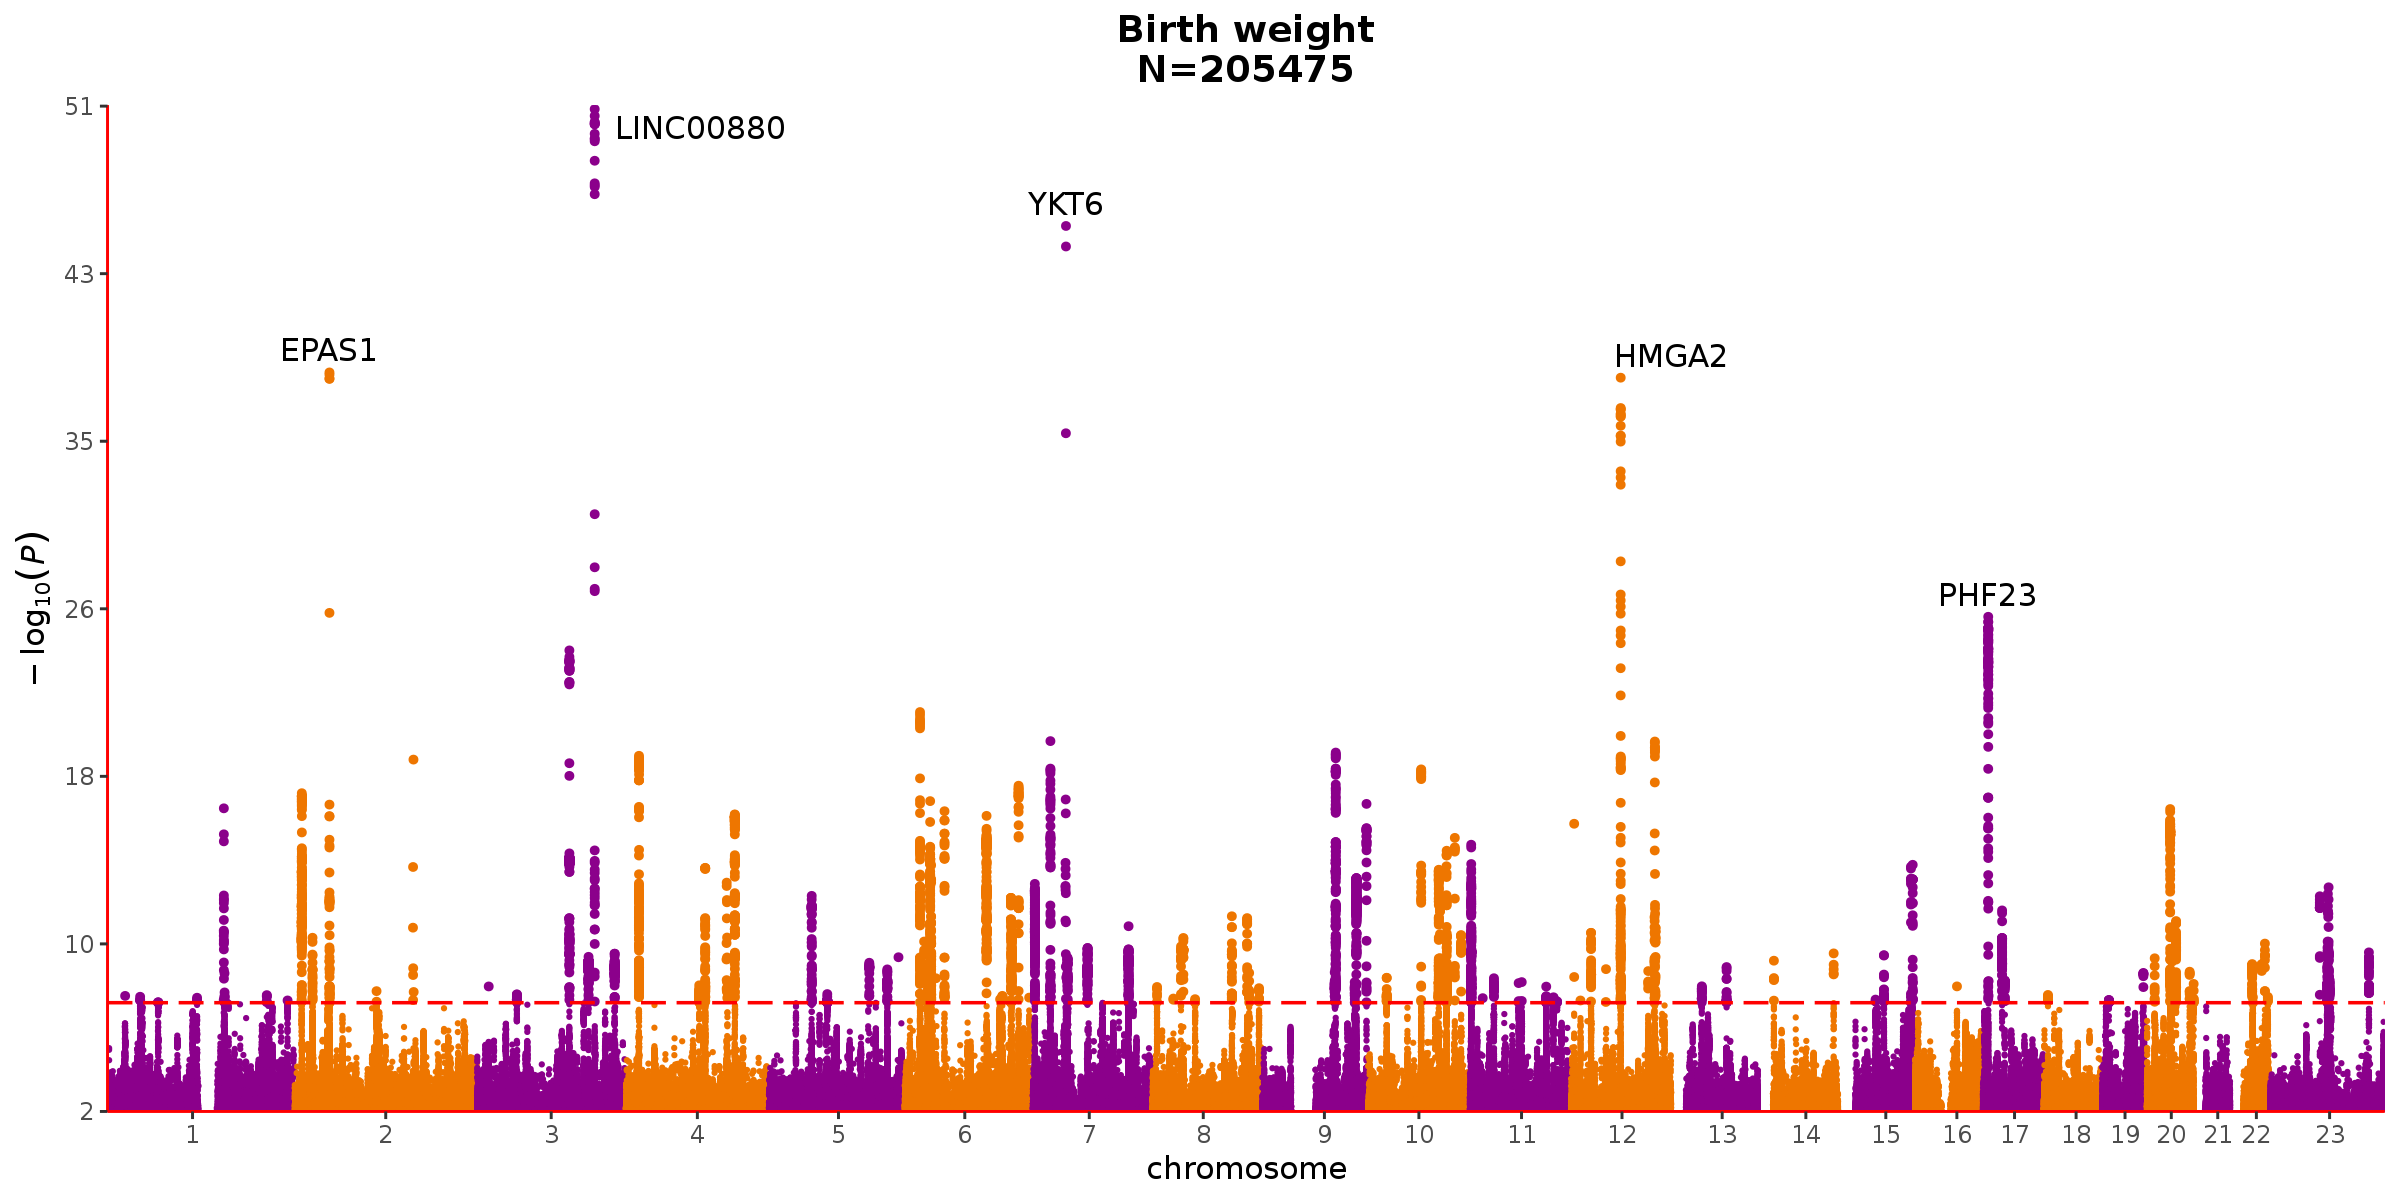 Birth weight
N=205475
51
43
35
26
18
10
2
−log₁₀(P)
LINC00880
YKT6
EPAS1
HMGA2
PHF23
1 2 3 4 5 6 7 8 9 10 11 12 13 14 15 16 17 18 19 20 21 22 23
chromosome